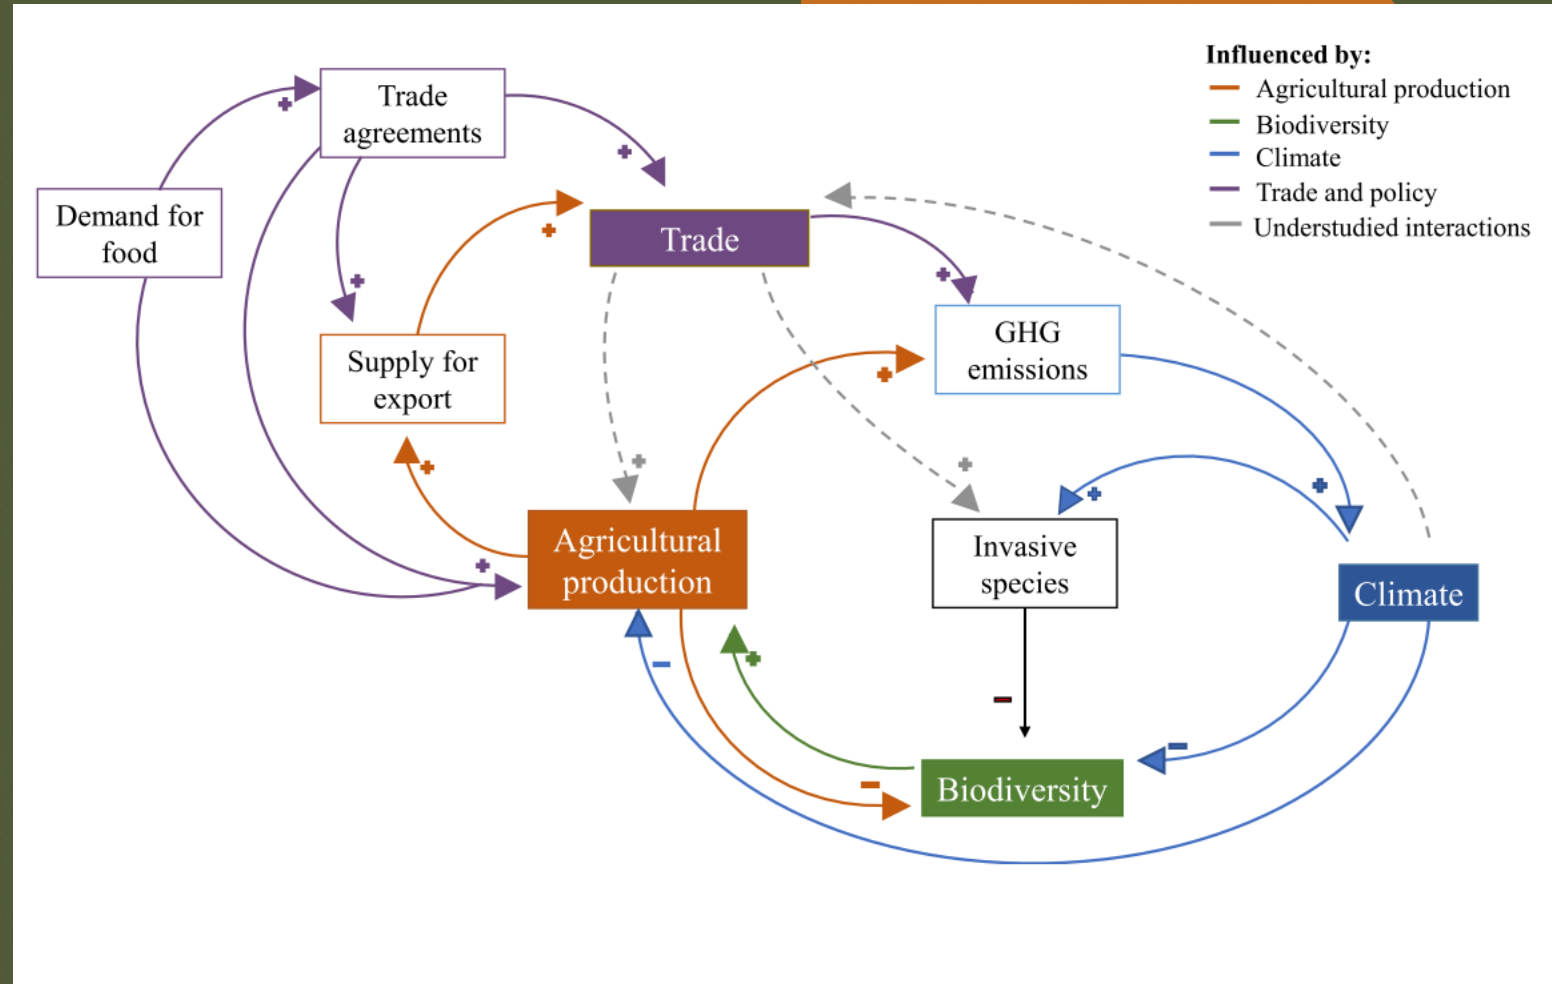 Influenced by:
Agricultural production
Biodiversity
Climate
Trade and policy
Understudied interactions
Trade
agreements
Demand for
food
Trade
Supply for
export
GHG
emissions
Agricultural
production
Invasive
species
Climate
Biodiversity